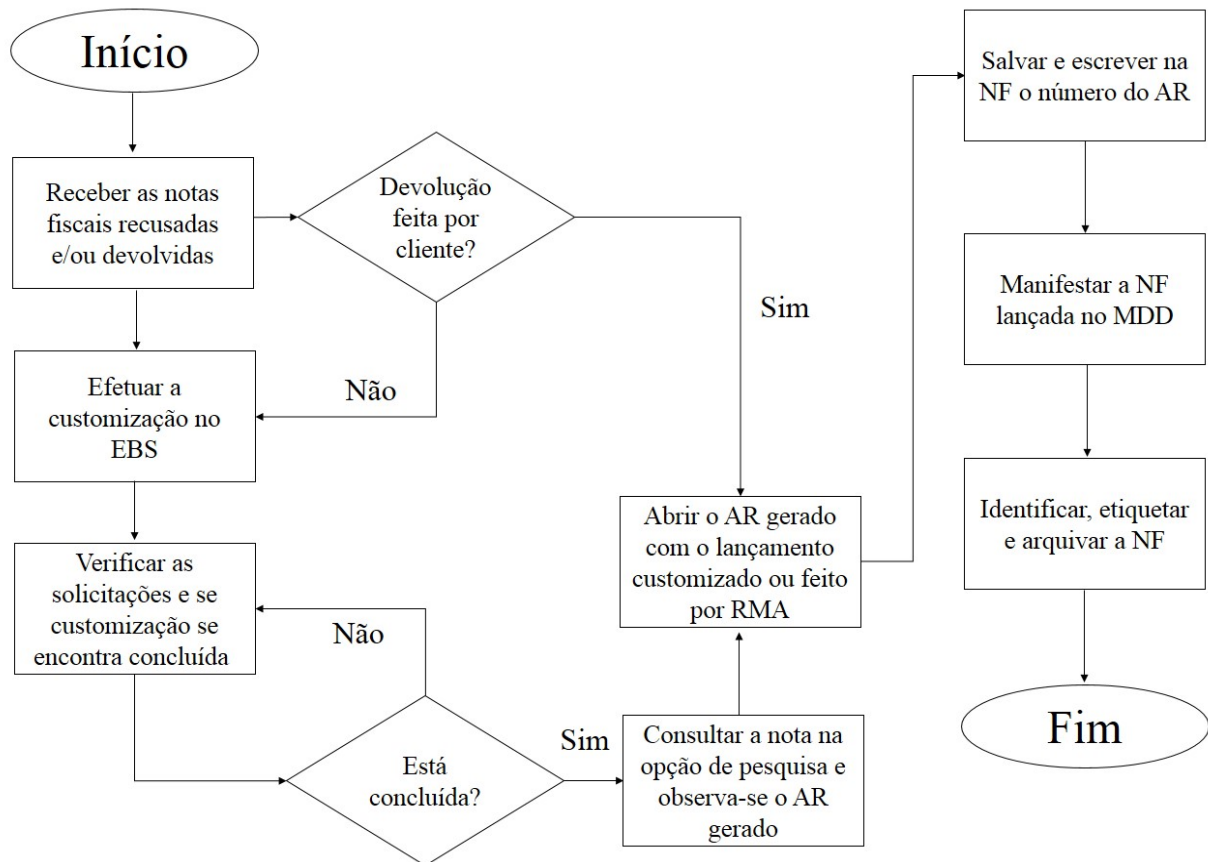 Início
Receber as notas
fiscais recusadas
e/ou devolvidas
Devolução
feita por
cliente?
Sim
Não
Efetuar a
customização no
EBS
Verificar as
solicitações e se
customização se
encontra concluída
Não
Está
concluída?
Sim
Consultar a nota na
opção de pesquisa e
observa-se o AR
gerado
Abrir o AR gerado
com o lançamento
customizado ou feito
por RMA
Salvar e escrever na
NF o número do AR
Manifestar a NF
lançada no MDD
Identificar, etiquetar
e arquivar a NF
Fim